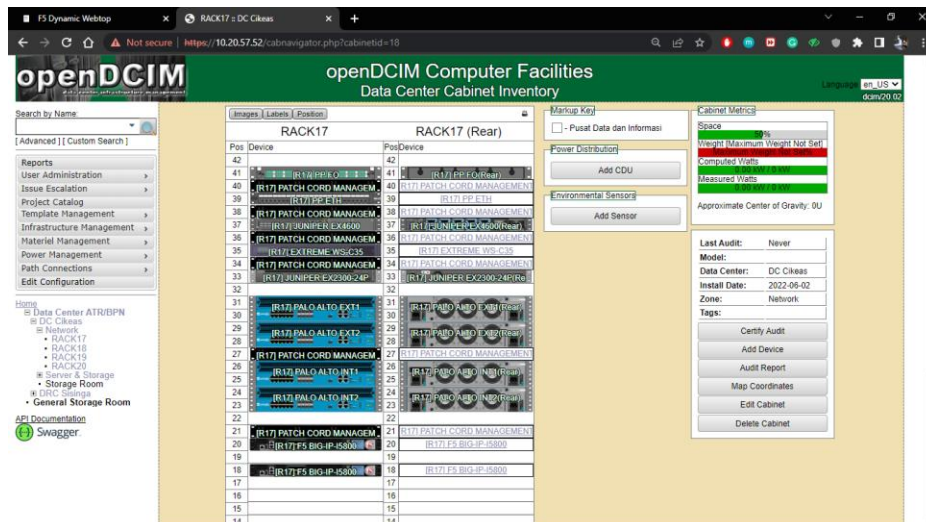 F5 Dynamic Webtop
RACK17 :: DC Cikeas
Not secure
https://10.20.57.52/cabnavigator.php?cabinetid=18
openDCIM
data center infrastructure management
openDCIM Computer Facilities
Data Center Cabinet Inventory
Language en_US
dcim/20.02
Search by Name:
[ Advanced ] [ Custom Search ]
Reports
User Administration
Issue Escalation
Project Catalog
Template Management
Infrastructure Management
Materiel Management
Power Management
Path Connections
Edit Configuration
Home
Data Center ATR/BPN
DC Cikeas
Network
RACK17
RACK18
RACK19
RACK20
Server & Storage
Storage Room
DRC Sisinga
General Storage Room
API Documentation
Swagger
Images Labels Position
RACK17 RACK17 (Rear)
Pos Device Pos Device
42 42
41 [R17] PP FO 41 [R17] PP FO(Rear)
40 [R17] PATCH CORD MANAGEM 40 [R17] PATCH CORD MANAGEMENT
39 [R17] PP ETH 39 [R17] PP ETH
38 [R17] PATCH CORD MANAGEM 38 [R17] PATCH CORD MANAGEMENT
37 [R17] JUNIPER EX4600 37 [R17] JUNIPER EX4600(Rear)
36 [R17] PATCH CORD MANAGEM 36 [R17] PATCH CORD MANAGEMENT
35 [R17] EXTREME WS-C35 35 [R17] EXTREME WS-C35
34 [R17] PATCH CORD MANAGEM 34 [R17] PATCH CORD MANAGEMENT
33 [R17] JUNIPER EX2300-24P 33 [R17] JUNIPER EX2300-24P(Re
32 32
31 [R17] PALO ALTO EXT1 31 [R17] PALO ALTO EXT1(Rear)
30 30
29 [R17] PALO ALTO EXT2 29 [R17] PALO ALTO EXT2(Rear)
28 28
27 [R17] PATCH CORD MANAGEM 27 [R17] PATCH CORD MANAGEMENT
26 [R17] PALO ALTO INT1 26 [R17] PALO ALTO INT1(Rear)
25 25
24 [R17] PALO ALTO INT2 24 [R17] PALO ALTO INT2(Rear)
23 23
22 22
21 [R17] PATCH CORD MANAGEM 21 [R17] PATCH CORD MANAGEMENT
20 [R17] F5 BIG-IP-I5800 20 [R17] F5 BIG-IP-I5800
19 19
18 [R17] F5 BIG-IP-I5800 18 [R17] F5 BIG-IP-I5800
17 17
16 16
15 15
14 14
Markup Key
- Pusat Data dan Informasi
Power Distribution
Add CDU
Environmental Sensors
Add Sensor
Cabinet Metrics
Space
50%
Weight [Maximum Weight Not Set]
Maximum Weight Not Set%
Computed Watts
0.00 kW / 0 kW
Measured Watts
0.00 kW / 0 kW
Approximate Center of Gravity: 0U
Last Audit: Never
Model:
Data Center: DC Cikeas
Install Date: 2022-06-02
Zone: Network
Tags:
Certify Audit
Add Device
Audit Report
Map Coordinates
Edit Cabinet
Delete Cabinet